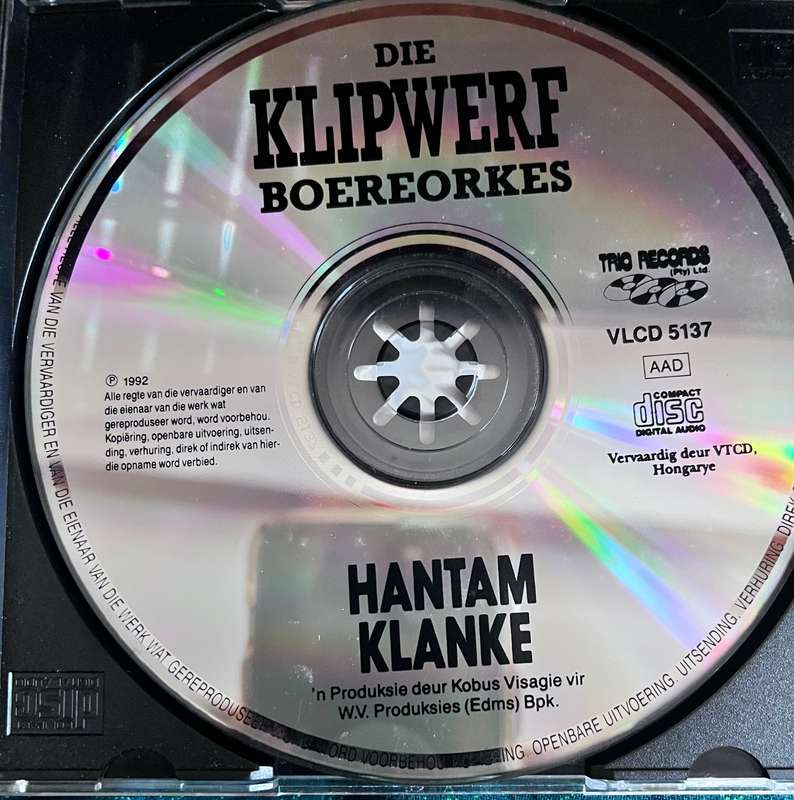 DIE
KLIPWERF
BOEREORKES
TRIO RECORDS
(Pty) Ltd.
VLCD 5137
AAD
COMPACT
disc
DIGITAL AUDIO
Vervaardig deur VTCD,
Hongarye
Ⓟ 1992
Alle regte van die vervaardiger en van
die eienaar van die werk wat
gereproduseer word, word voorbehou.
Kopiëring, openbare uitvoering, uitsen-
ding, verhuring, direk of indirek van hier-
die opname word verbied.
HANTAM
KLANKE
'n Produksie deur Kobus Visagie vir
W.V. Produksies (Edms) Bpk.
VAN DIE VERVAARDIGER EN VAN DIE EIENAAR VAN DIE WERK WAT GEREPRODUSEE WORD VOORBEHOU OPENBARE UITVOERING. UITSENDING. VERHURING. DIREK